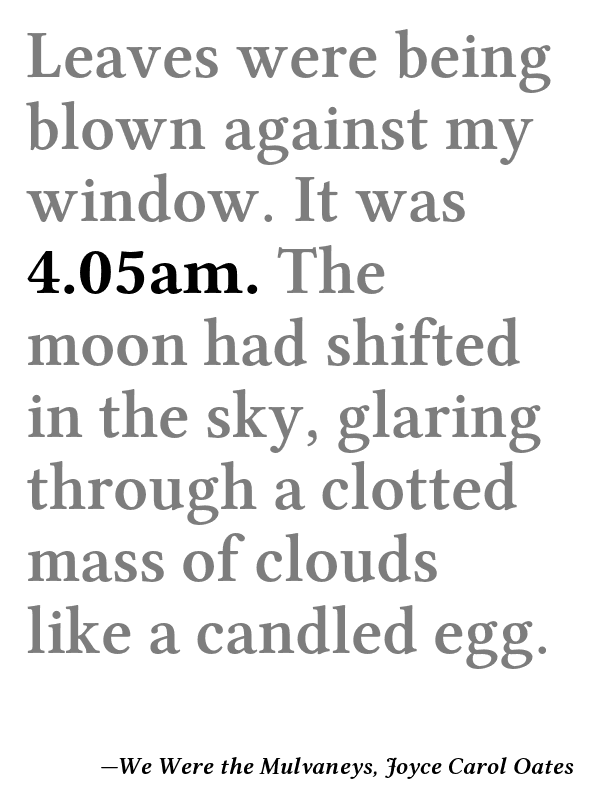 Leaves were being
blown against my
window. It was
4.05am. The
moon had shifted
in the sky, glaring
through a clotted
mass of clouds
like a candled egg.
—We Were the Mulvaneys, Joyce Carol Oates